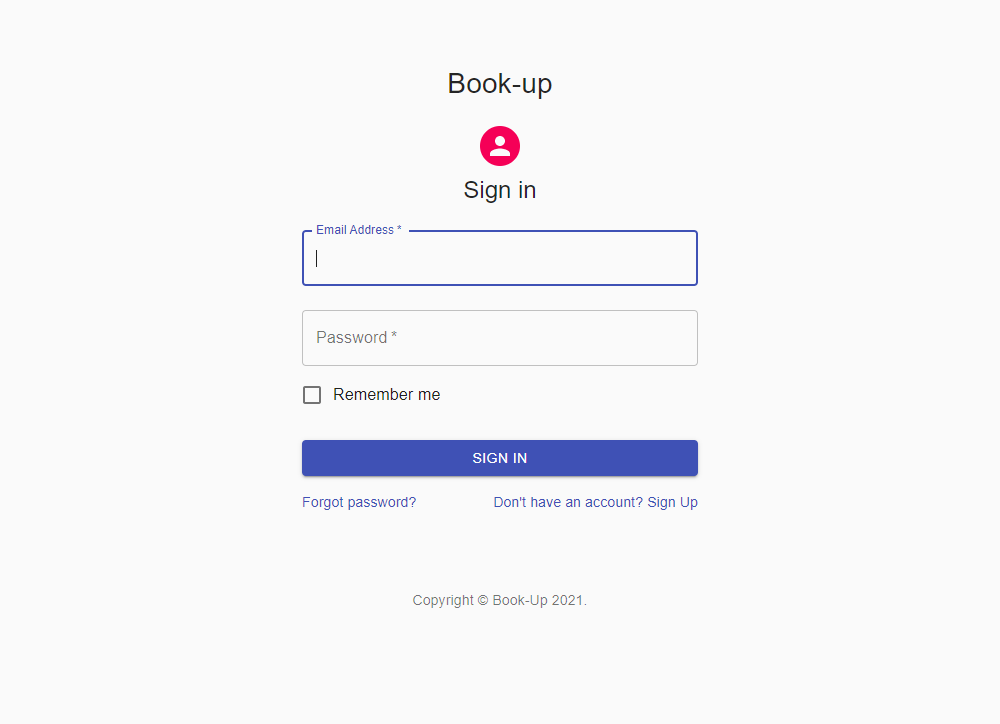 Book-up
Sign in
Email Address *
Password *
Remember me
SIGN IN
Forgot password? Don't have an account? Sign Up
Copyright © Book-Up 2021.